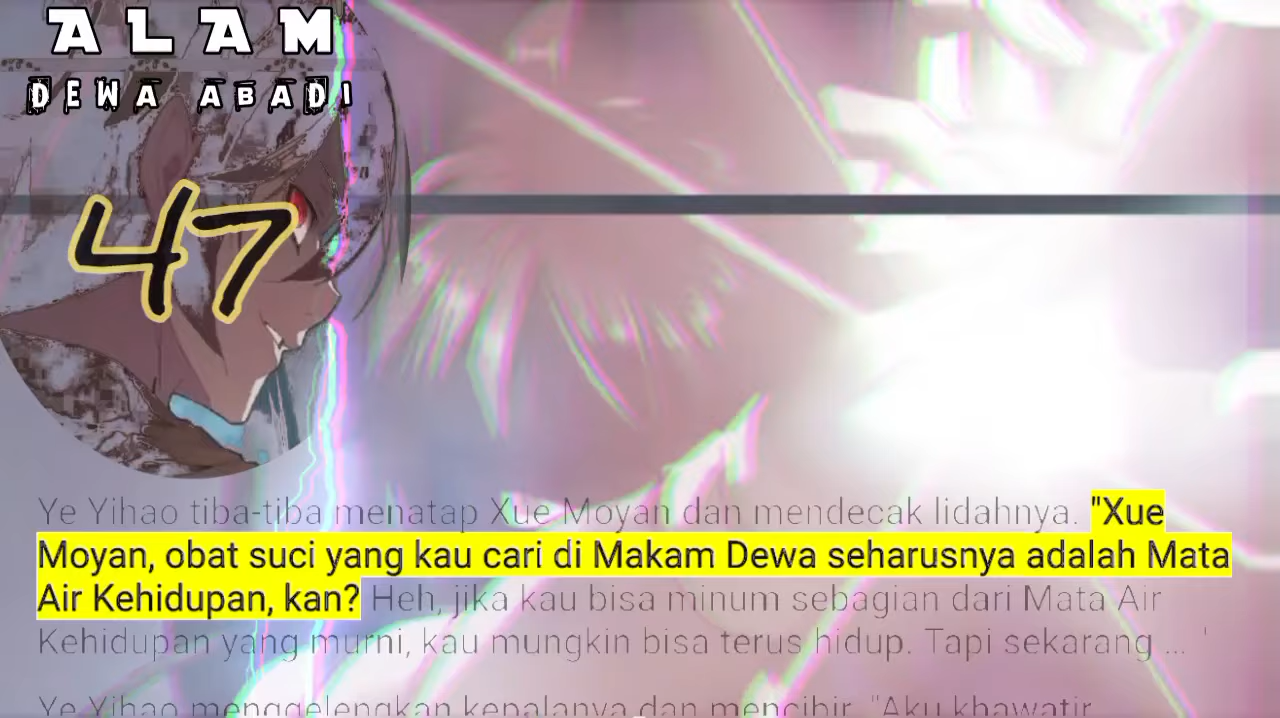 ALAM
DEWA ABADI
47
Ye Yihao tiba-tiba menatap Xue Moyan dan mendecak lidahnya. "Xue
Moyan, obat suci yang kau cari di Makam Dewa seharusnya adalah Mata
Air Kehidupan, kan? Heh, jika kau bisa minum sebagian dari Mata Air
Kehidupan yang murni, kau mungkin bisa terus hidup. Tapi sekarang ... '
Ye Yihao menggelengkan kepalanya dan mencibir. "Aku khawatir